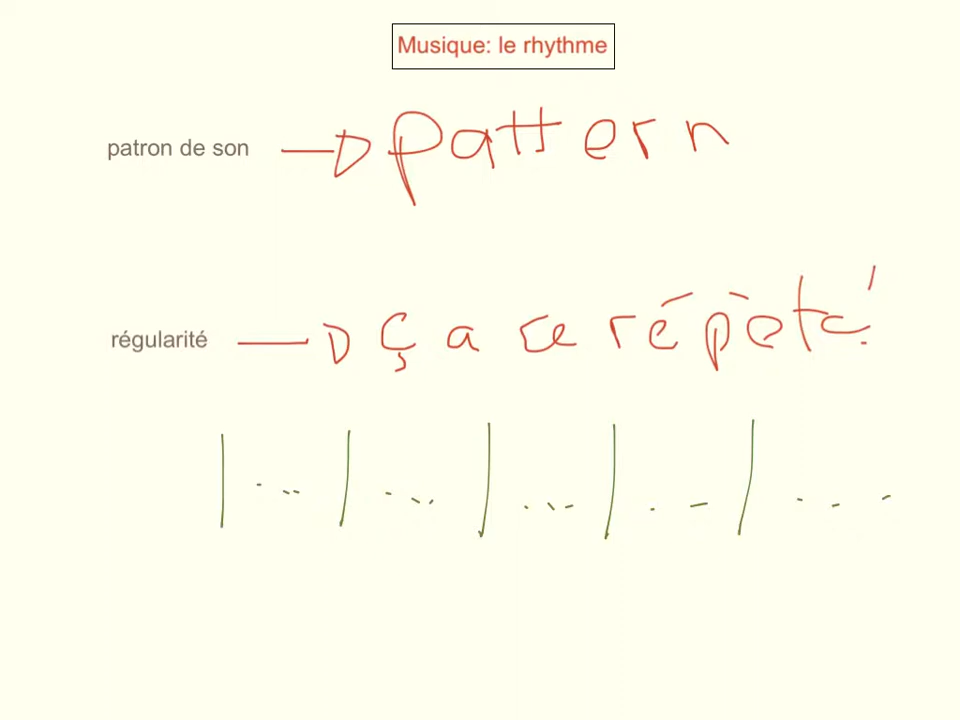 Musique: le rhythme
patron de son pattern
régularité ça se répète!